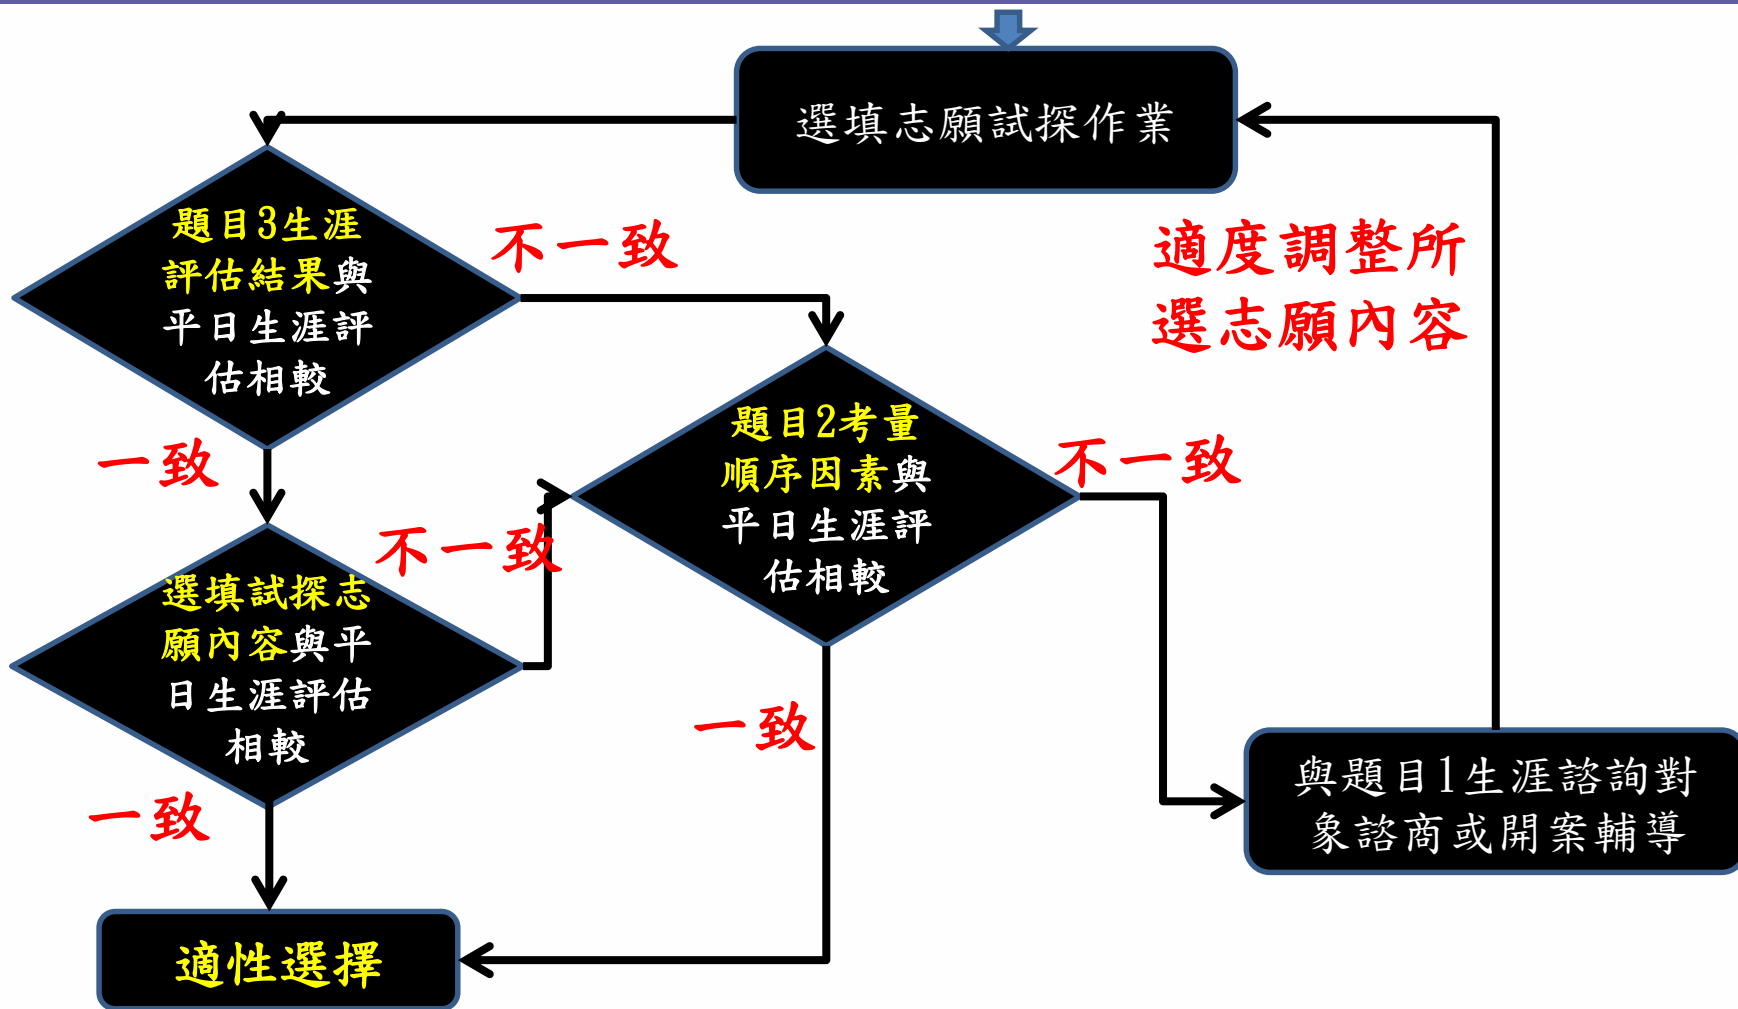 選填志願試探作業
題目3生涯
評估結果與
平日生涯評
估相較
不一致
適度調整所
選志願內容
一致
題目2考量
順序因素與
平日生涯評
估相較
不一致
不一致
選填試探志
願內容與平
日生涯評估
相較
一致
一致
與題目1生涯諮詢對
象諮商或開案輔導
適性選擇